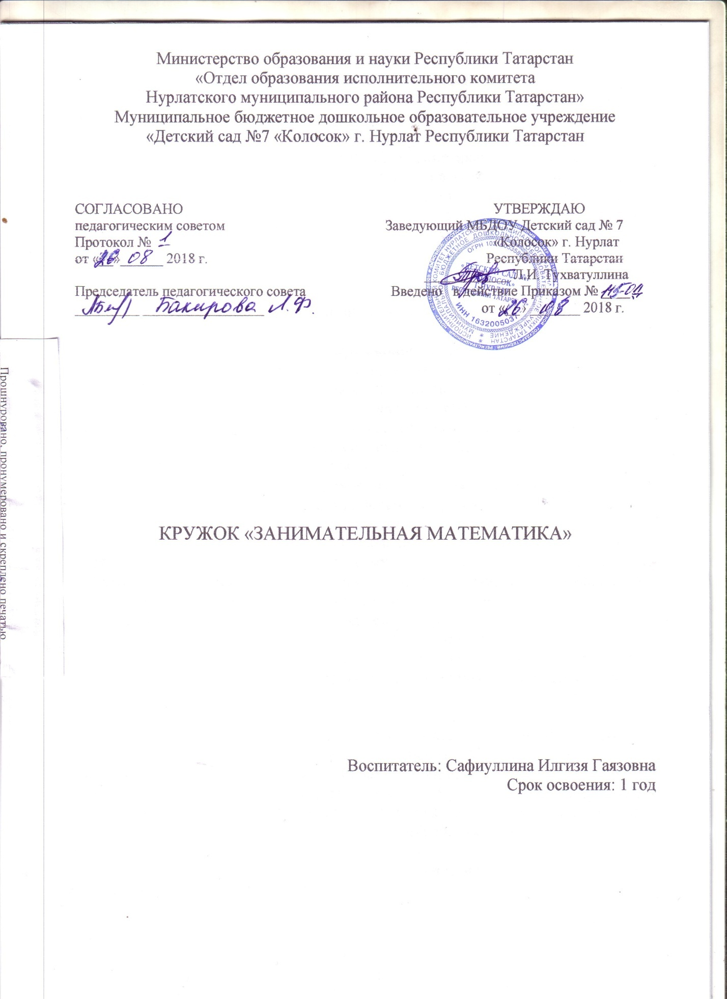 Министерство образования и науки Республики Татарстан
«Отдел образования исполнительного комитета
Нурлатского муниципального района Республики Татарстан»
Муниципальное бюджетное дошкольное образовательное учреждение
«Детский сад №7 «Колосок» г. Нурлат Республики Татарстан
СОГЛАСОВАНО
педагогическим советом
Протокол № 1
от «26» 08 2018 г.
Председатель педагогического совета
Бакирова Л.Ф.
УТВЕРЖДАЮ
Заведующий МБДОУ Детский сад № 7
«Колосок» г. Нурлат
Республики Татарстан
Л.И. Тухватуллина
Введено в действие Приказом №
от «26» 08 2018 г.
ИНН 1632005037
КРУЖОК «ЗАНИМАТЕЛЬНАЯ МАТЕМАТИКА»
Воспитатель: Сафиуллина Илгизя Гаязовна
Срок освоения: 1 год
Прошнуровано, пронумеровано и скреплено печатью